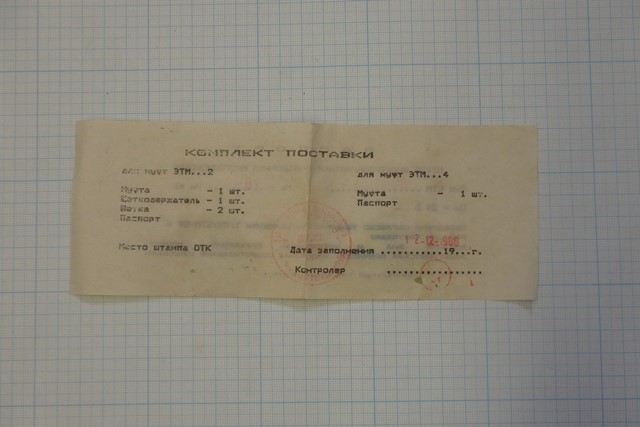 КОМПЛЕКТ ПОСТАВКИ
для муфт ЭТМ...2
Муфта - 1 шт.
Щеткодержатель - 1 шт.
Щетка - 2 шт.
Паспорт
для муфт ЭТМ...4
Муфта - 1 шт.
Паспорт
Место штампа ОТК
Дата заполнения ...........19...г.
Контролер ................